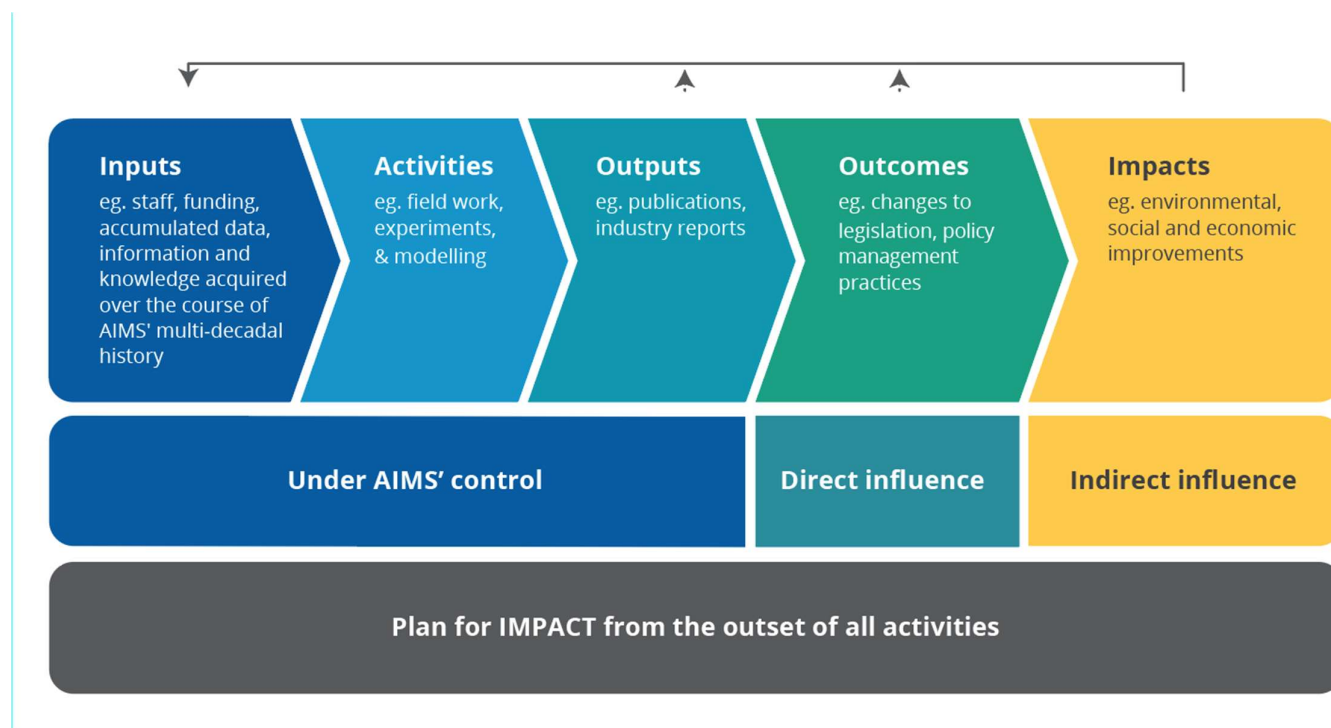 Inputs
eg. staff, funding,
accumulated data,
information and
knowledge acquired
over the course of
AIMS' multi-decadal
history
Activities
eg. field work,
experiments,
& modelling
Outputs
eg. publications,
industry reports
Outcomes
eg. changes to
legislation, policy
management
practices
Impacts
eg. environmental,
social and economic
improvements
Under AIMS’ control
Direct influence
Indirect influence
Plan for IMPACT from the outset of all activities